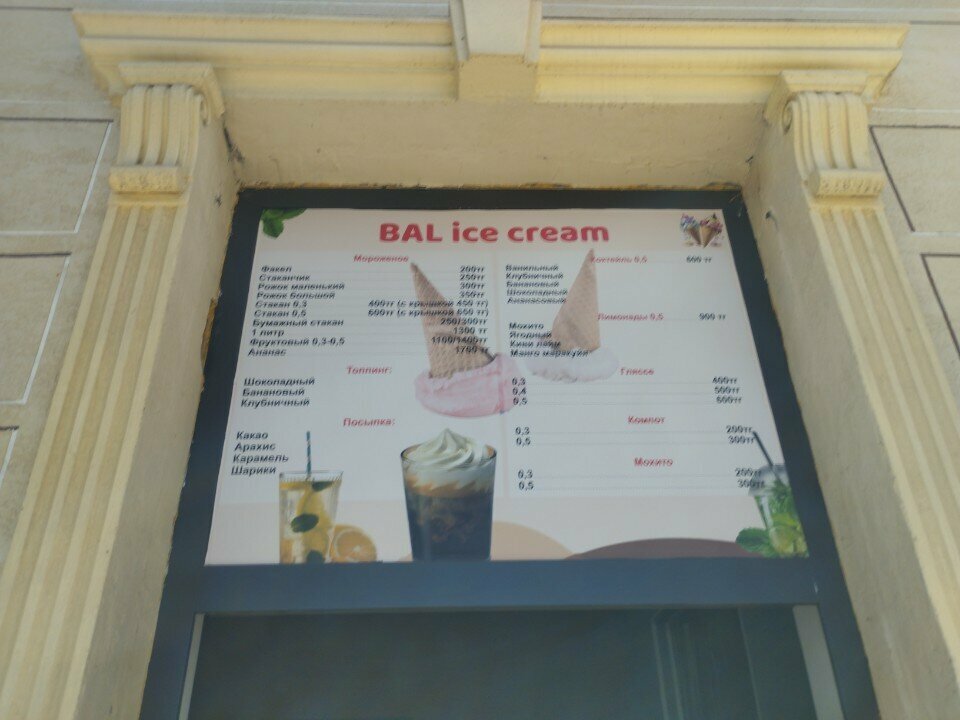 BAL ice cream
Мороженое
Факел 200тг
Стаканчик 250тг
Рожок маленький 300тг
Рожок большой 350тг
Стакан 0,3 400тг (с крышкой 450 тг)
Стакан 0,5 600тг (с крышкой 650 тг)
Бумажный стакан 250/300тг
1 литр 1300 тг
Фруктовый 0,3-0,5 1100/1400тг
Ананас 1700 тг
Топпинг:
Шоколадный
Банановый
Клубничный
Посыпка:
Какао
Арахис
Карамель
Шарики
Коктейль 0,5 800 тг
Ванильный
Клубничный
Банановый
Шоколадный
Ананасовый
Лимонады 0,5 900 тг
Мохито
Ягодный
Киви лайм
Манго маракуйя
Глясse
0,3 400тг
0,4 500тг
0,5 600тг
Компот
0,3 200тг
0,5 300тг
Мохито
0,3 200тг
0,5 300тг